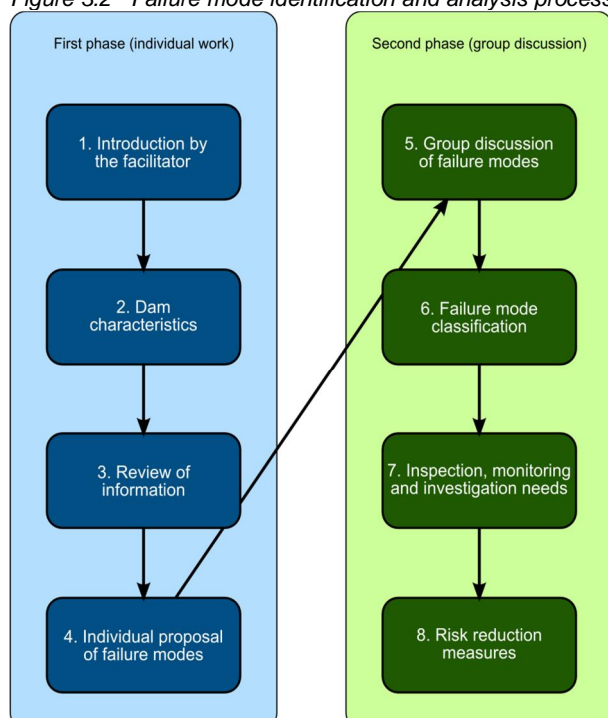 Figure 3.2 Failure mode identification and analysis process
First phase (individual work)
1. Introduction by
the facilitator
2. Dam
characteristics
3. Review of
information
4. Individual proposal
of failure modes
Second phase (group discussion)
5. Group discussion
of failure modes
6. Failure mode
classification
7. Inspection, monitoring
and investigation needs
8. Risk reduction
measures